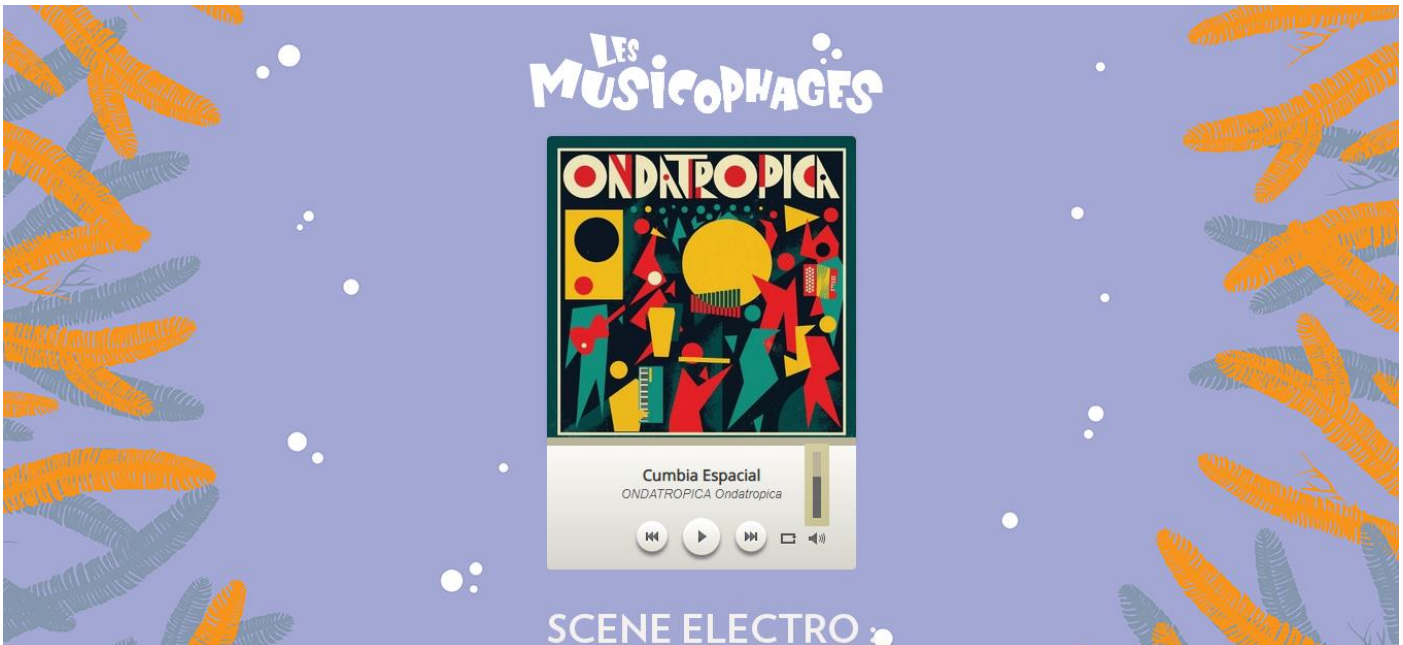 LES
MUSICOPHAGES
ONDATROPICA
Cumbia Espacial
ONDATROPICA Ondatropica
SCENE ELECTRO